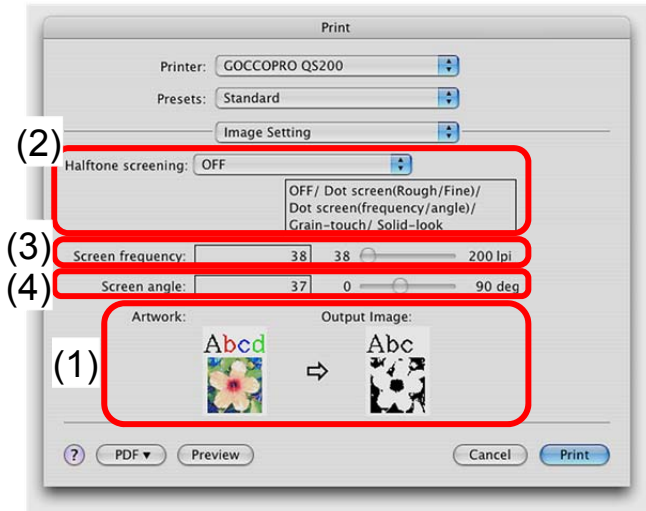 Print
Printer: GOCCOPRO QS200
Presets: Standard
Image Setting
(2)
Halftone screening: OFF
OFF/ Dot screen(Rough/Fine)/
Dot screen(frequency/angle)/
Grain-touch/ Solid-look
(3) Screen frequency: 38 38 200 lpi
(4) Screen angle: 37 0 90 deg
Artwork: Output Image:
Abcd ⇨ Abc
(1)
? PDF ▼ Preview Cancel Print